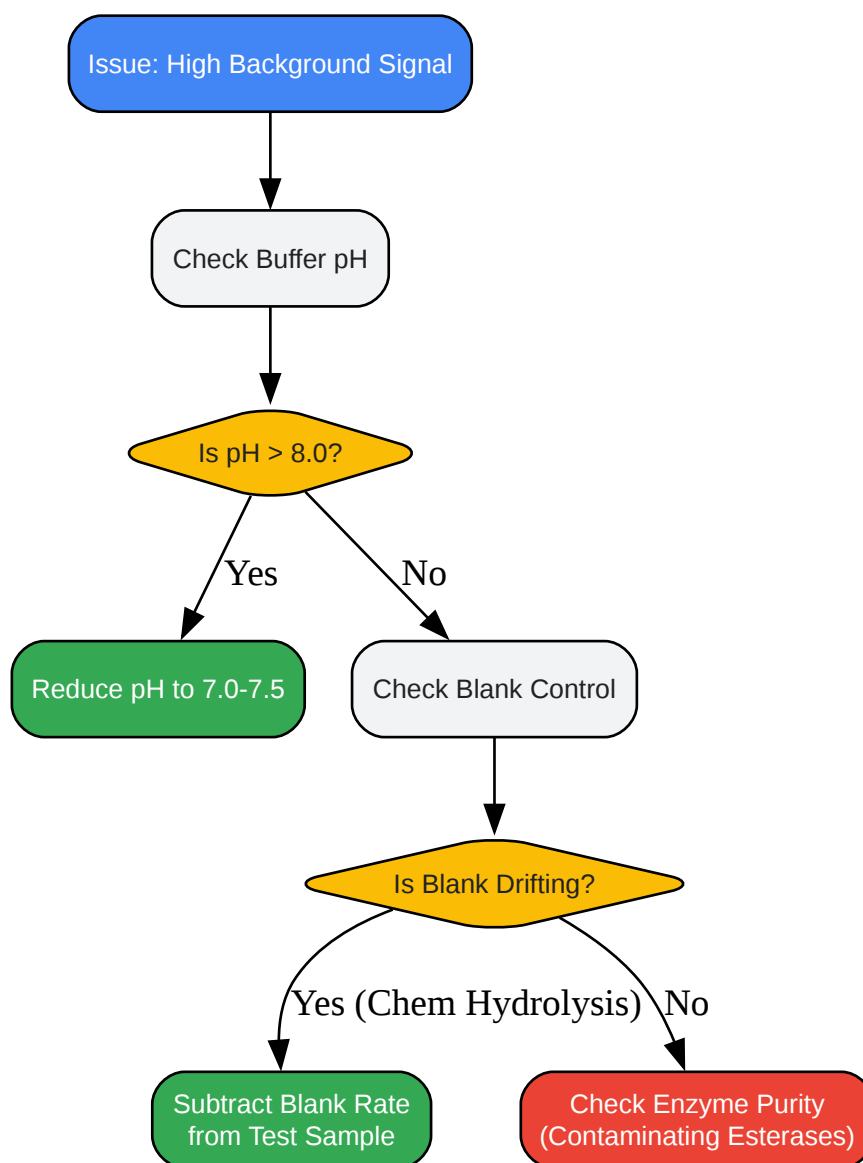 Issue: High Background Signal
Check Buffer pH
Is pH > 8.0?
Yes
No
Reduce pH to 7.0-7.5
Check Blank Control
Is Blank Drifting?
Yes (Chem Hydrolysis)
No
Subtract Blank Rate
from Test Sample
Check Enzyme Purity
(Contaminating Esterases)